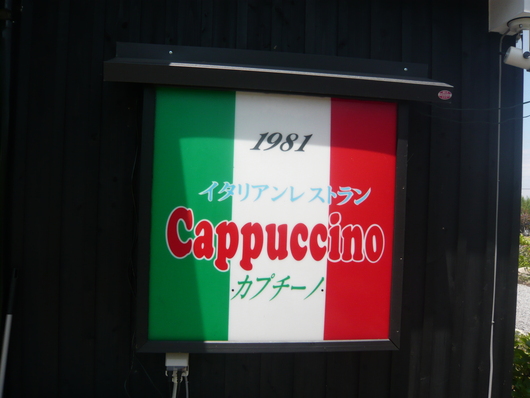 1981
イタリアンレストラン
Cappuccino
・カプチーノ・